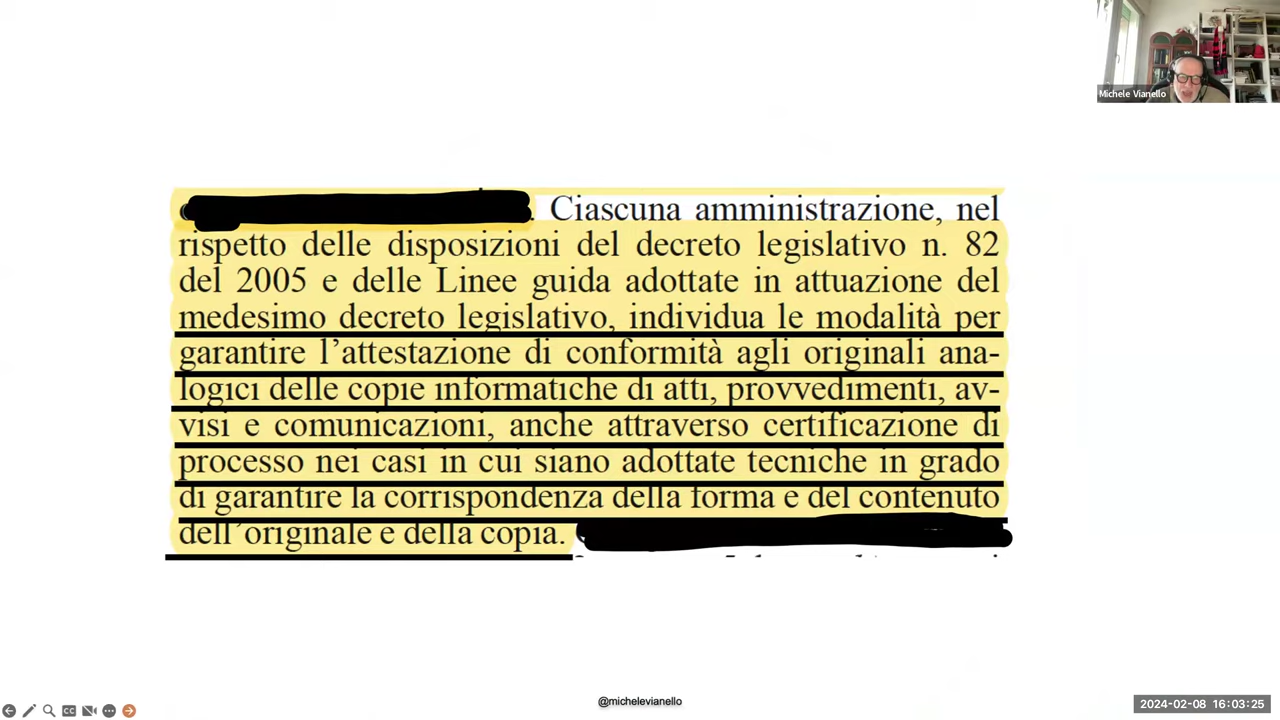 Michele Vianello
. Ciascuna amministrazione, nel
rispetto delle disposizioni del decreto legislativo n. 82
del 2005 e delle Linee guida adottate in attuazione del
medesimo decreto legislativo, individua le modalità per
garantire l’attestazione di conformità agli originali ana-
logici delle copie informatiche di atti, provvedimenti, av-
visi e comunicazioni, anche attraverso certificazione di
processo nei casi in cui siano adottate tecniche in grado
di garantire la corrispondenza della forma e del contenuto
dell’originale e della copia.
@michelevianello
CC
2024-02-08 16:03:25